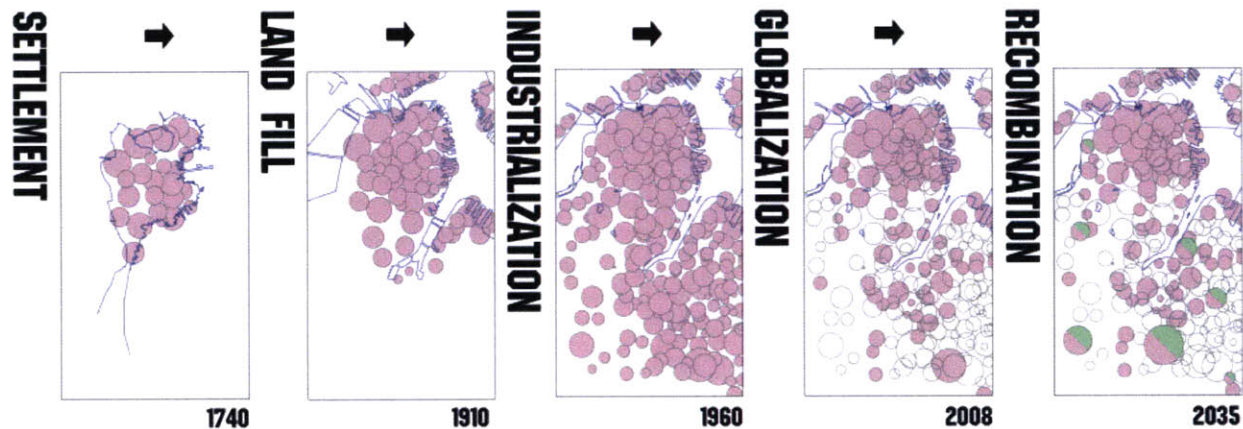 SETTLEMENT
1740
LAND FILL
1910
INDUSTRIALIZATION
1960
GLOBALIZATION
2008
RECOMBINATION
2035